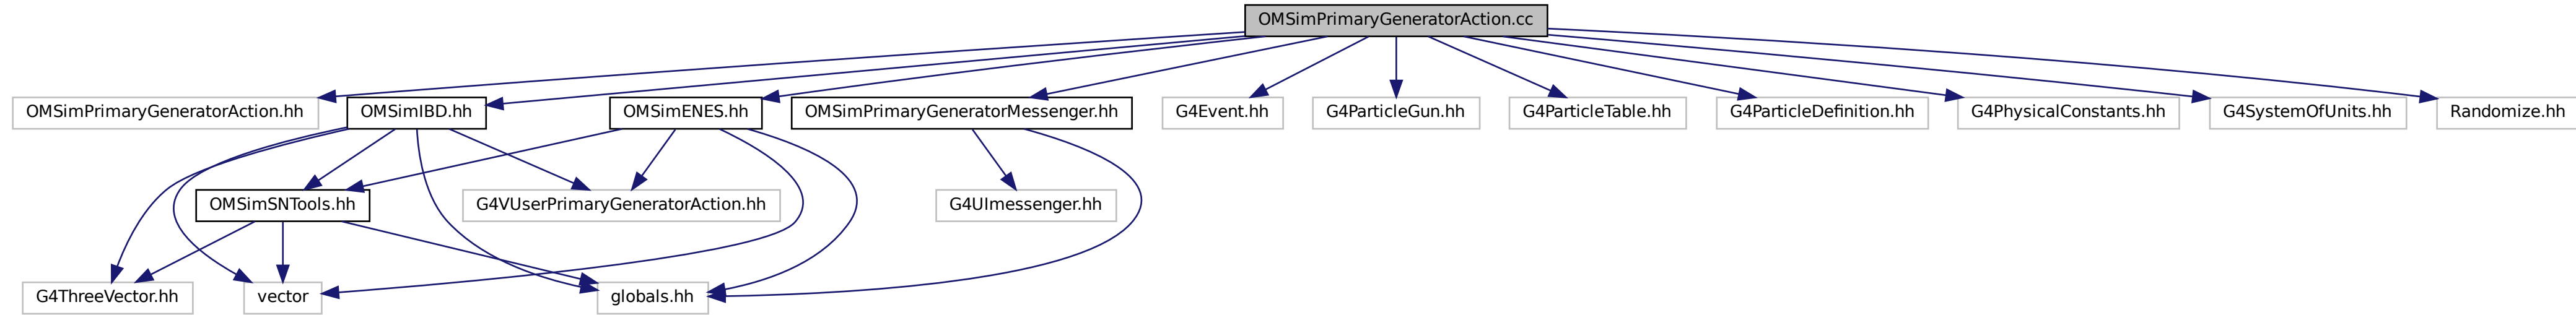 OMSimPrimaryGeneratorAction.cc
OMSimPrimaryGeneratorAction.hh
OMSimIBD.hh
OMSimENES.hh
OMSimPrimaryGeneratorMessenger.hh
G4Event.hh
G4ParticleGun.hh
G4ParticleTable.hh
G4ParticleDefinition.hh
G4PhysicalConstants.hh
G4SystemOfUnits.hh
Randomize.hh
OMSimSNTools.hh
G4VUserPrimaryGeneratorAction.hh
G4UImessenger.hh
G4ThreeVector.hh
vector
globals.hh